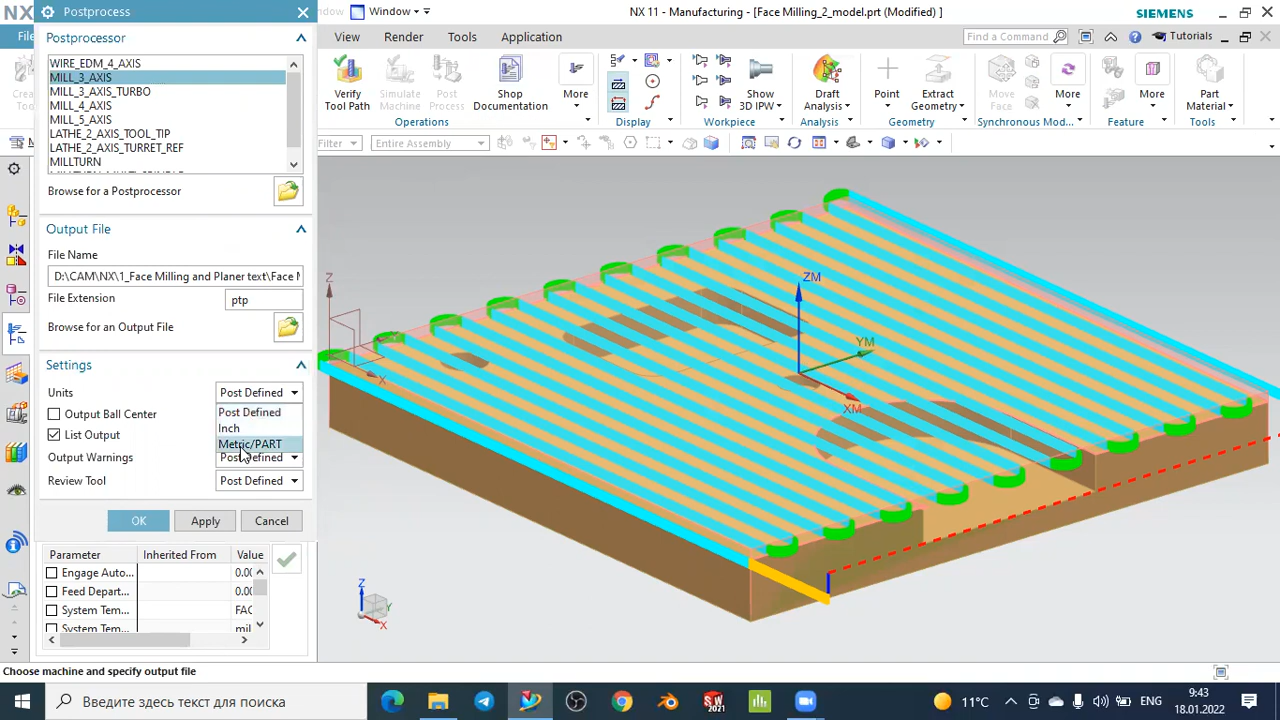 NX
Postprocess
Window
NX 11 - Manufacturing - [Face Milling_2_model.prt (Modified) ]
SIEMENS
View
Render
Tools
Application
Find a Command
Tutorials
Postprocessor
WIRE_EDM_4_AXIS
MILL_3_AXIS
MILL_3_AXIS_TURBO
MILL_4_AXIS
MILL_5_AXIS
LATHE_2_AXIS_TOOL_TIP
LATHE_2_AXIS_TURRET_REF
MILLTURN
Browse for a Postprocessor
Verify Tool Path
Simulate Machine
Post Process
Shop Documentation
More
Operations
Display
Show 3D IPW
Workpiece
Draft Analysis
Analysis
Point
Extract Geometry
Geometry
Move Face
More
Synchronous Mod...
More
Feature
Part Material
Tools
Entire Assembly
Output File
File Name
D:\CAM\NX\1_Face Milling and Planer text\Face M
File Extension
ptp
Browse for an Output File
Settings
Units
Post Defined
Post Defined
Inch
Metric/PART
Output Ball Center
List Output
Output Warnings
Post Defined
Review Tool
Post Defined
OK
Apply
Cancel
Parameter
Inherited From
Value
Engage Auto...
0.00
Feed Depart...
0.00
System Tem...
FAC
System Tem...
mil
Z
X
ZM
YM
XM
Z
Y
X
Choose machine and specify output file
Введите здесь текст для поиска
11°C
ENG
9:43
18.01.2022